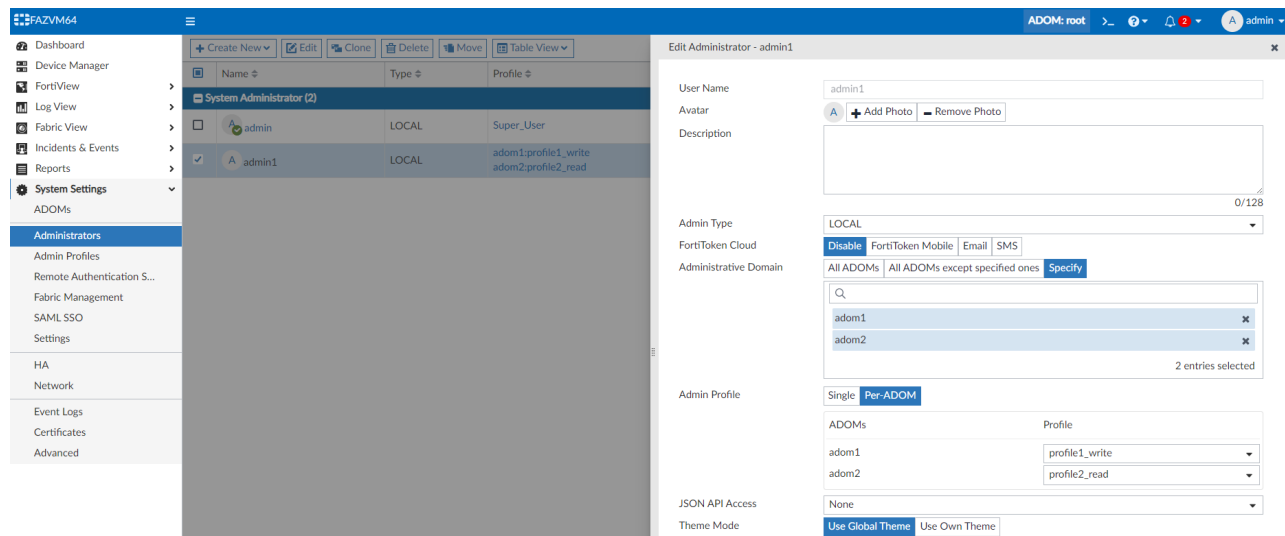 FAZVM64
ADOM: root
>_
2
A admin
Dashboard
Device Manager
FortiView
Log View
Fabric View
Incidents & Events
Reports
System Settings
ADOMs
Administrators
Admin Profiles
Remote Authentication S...
Fabric Management
SAML SSO
Settings
HA
Network
Event Logs
Certificates
Advanced
Create New Edit Clone Delete Move Table View
Name Type Profile
System Administrator (2)
A admin LOCAL Super_User
A admin1 LOCAL adom1:profile1_write
adom2:profile2_read
Edit Administrator - admin1
User Name admin1
Avatar A Add Photo Remove Photo
Description
0/128
Admin Type LOCAL
FortiToken Cloud Disable FortiToken Mobile Email SMS
Administrative Domain All ADOMs All ADOMs except specified ones Specify
adom1
adom2
2 entries selected
Admin Profile Single Per-ADOM
ADOMs Profile
adom1 profile1_write
adom2 profile2_read
JSON API Access None
Theme Mode Use Global Theme Use Own Theme